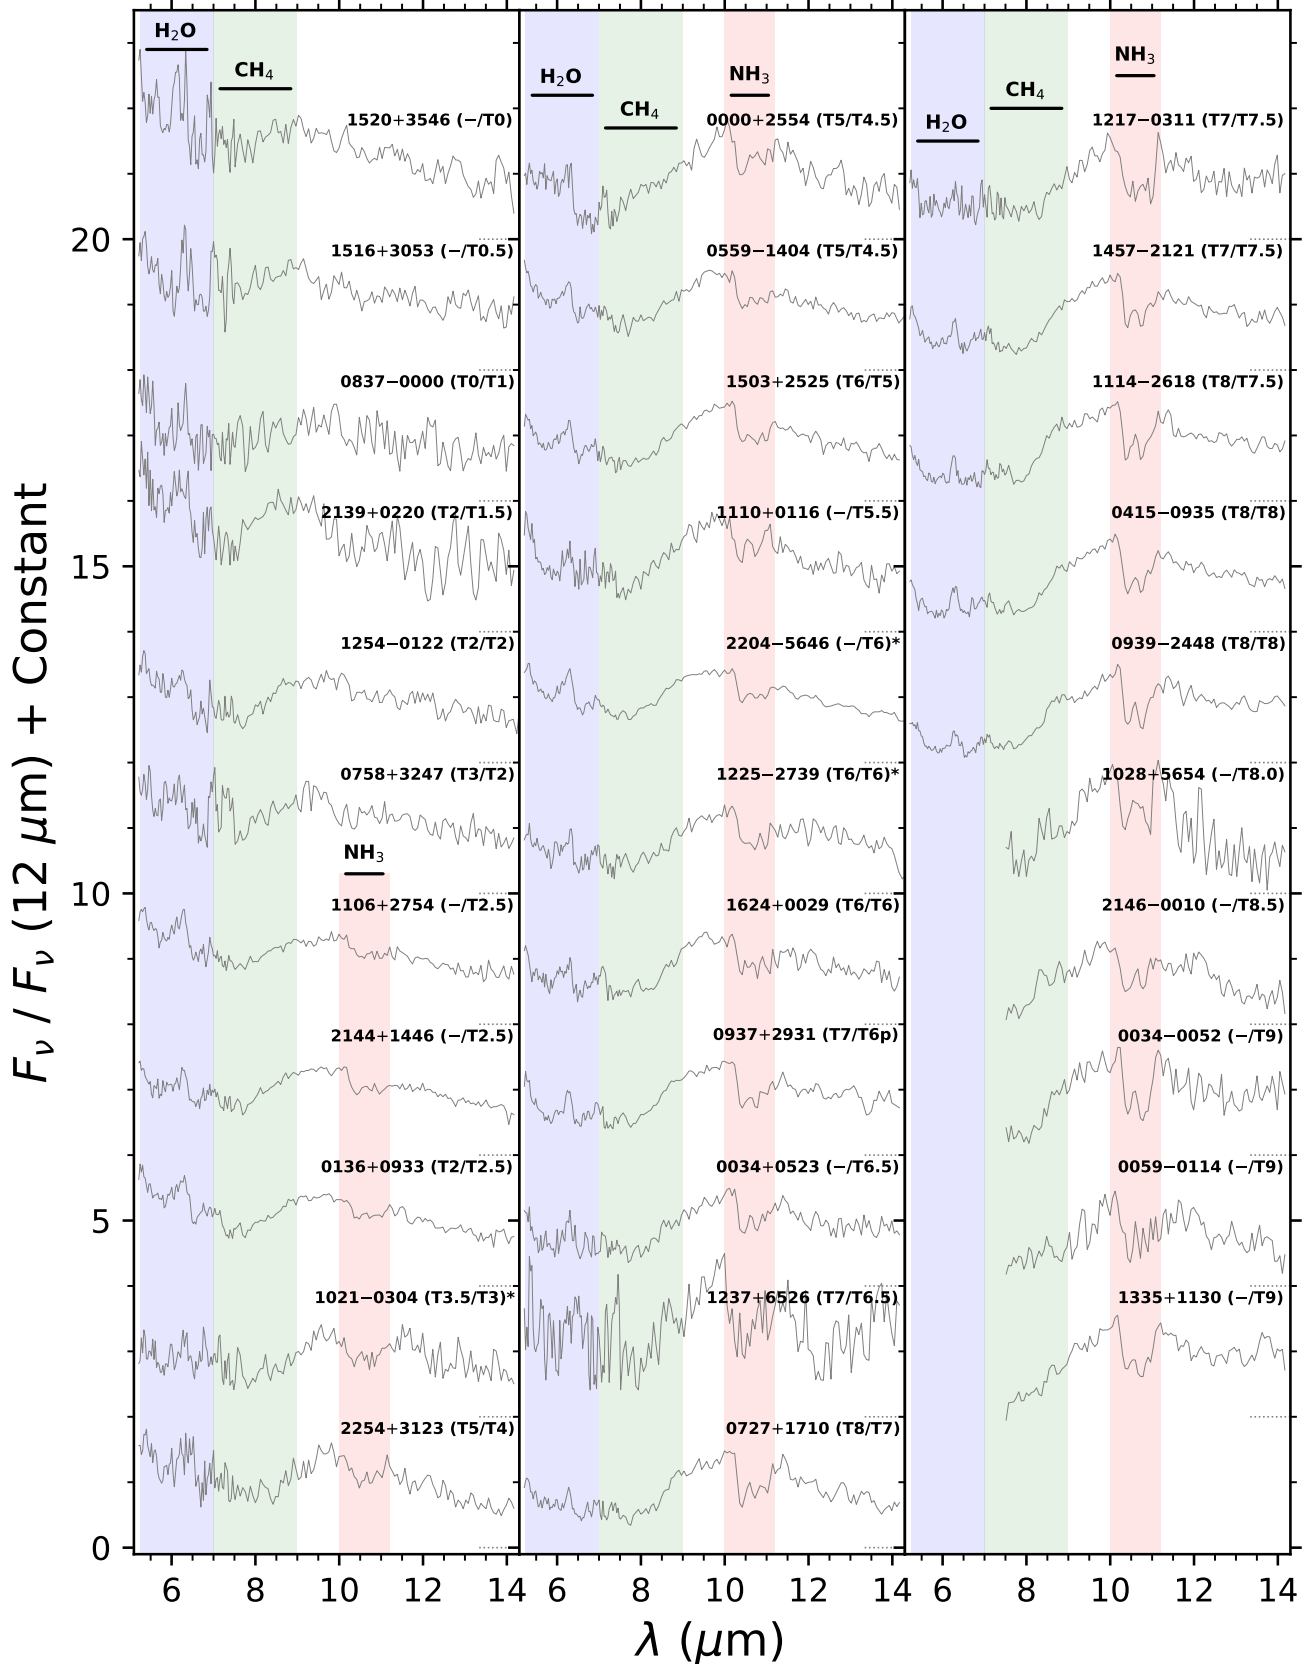 H₂O
CH₄
1520+3546 (−/T0)
1516+3053 (−/T0.5)
0837−0000 (T0/T1)
2139+0220 (T2/T1.5)
1254−0122 (T2/T2)
0758+3247 (T3/T2)
NH₃
1106+2754 (−/T2.5)
2144+1446 (−/T2.5)
0136+0933 (T2/T2.5)
1021−0304 (T3.5/T3)*
2254+3123 (T5/T4)
H₂O
CH₄
NH₃
0000+2554 (T5/T4.5)
0559−1404 (T5/T4.5)
1503+2525 (T6/T5)
1110+0116 (−/T5.5)
2204−5646 (−/T6)*
1225−2739 (T6/T6)*
1624+0029 (T6/T6)
0937+2931 (T7/T6p)
0034+0523 (−/T6.5)
1237+6526 (T7/T6.5)
0727+1710 (T8/T7)
H₂O
CH₄
NH₃
1217−0311 (T7/T7.5)
1457−2121 (T7/T7.5)
1114−2618 (T8/T7.5)
0415−0935 (T8/T8)
0939−2448 (T8/T8)
1028+5654 (−/T8.0)
2146−0010 (−/T8.5)
0034−0052 (−/T9)
0059−0114 (−/T9)
1335+1130 (−/T9)
20
15
10
5
0
6 8 10 12 14 6 8 10 12 14 6 8 10 12 14
Fν / Fν (12 μm) + Constant
λ (μm)